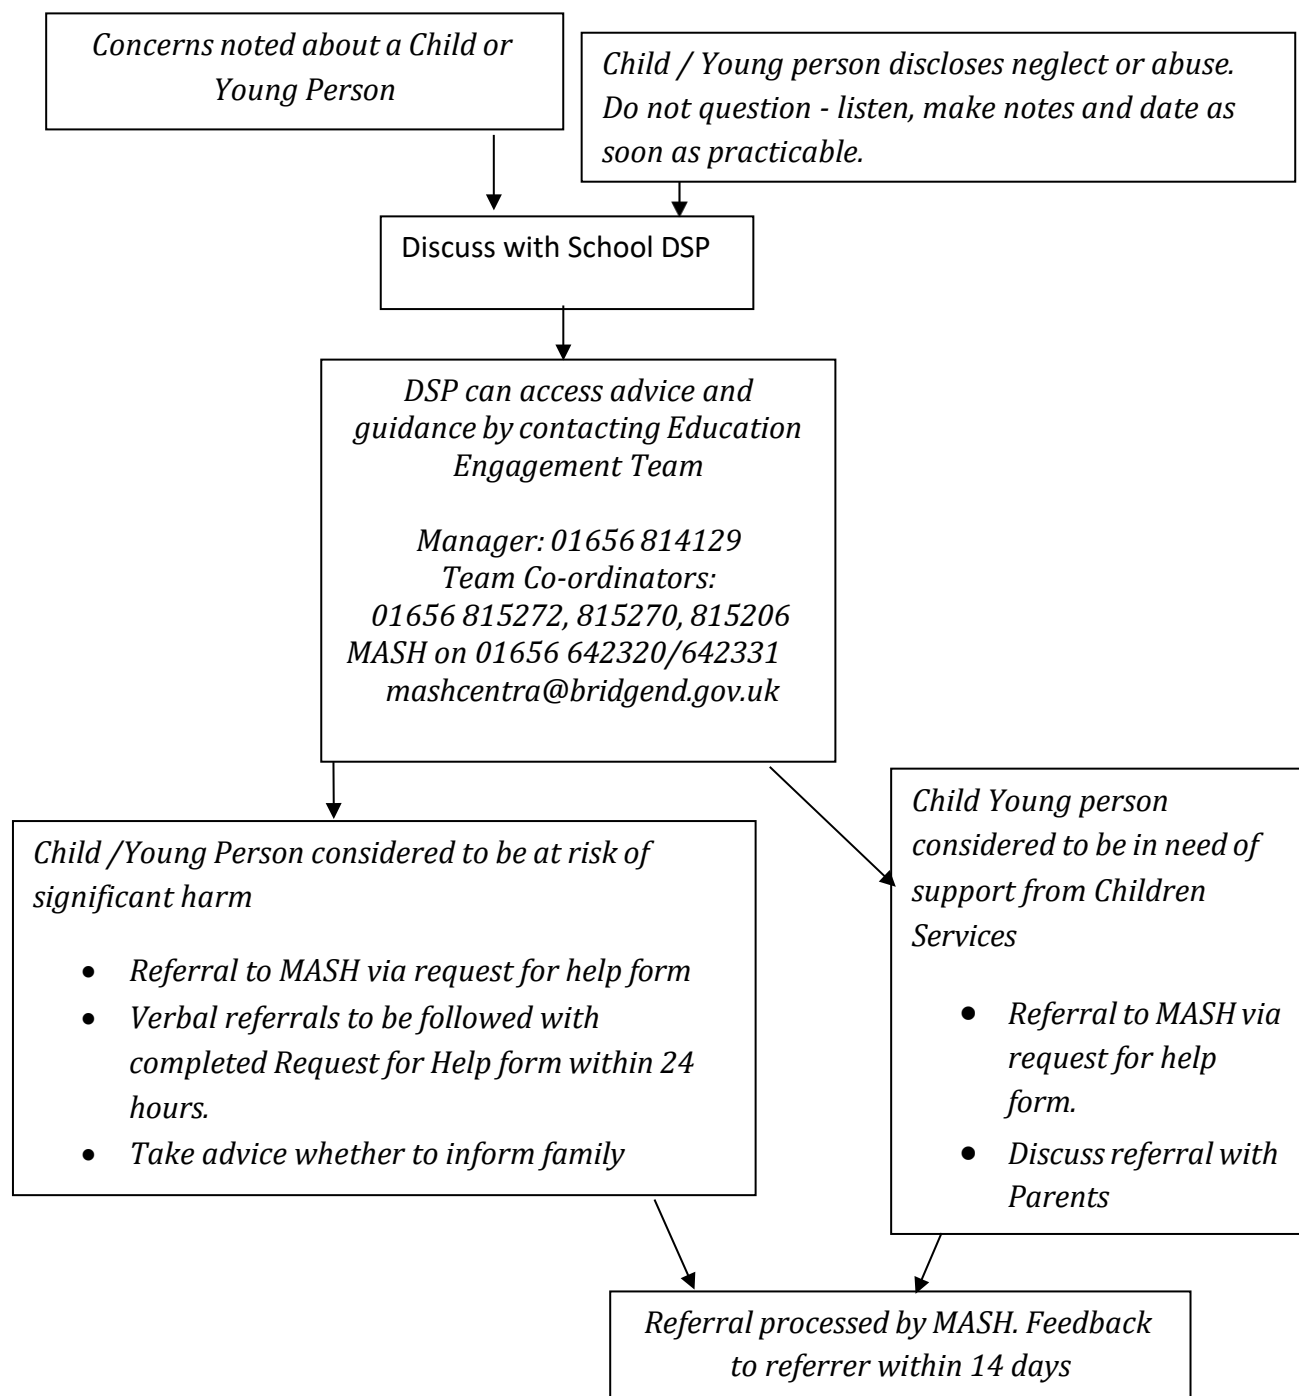 Concerns noted about a Child or
Young Person
Child / Young person discloses neglect or abuse.
Do not question - listen, make notes and date as
soon as practicable.
Discuss with School DSP
DSP can access advice and
guidance by contacting Education
Engagement Team
Manager: 01656 814129
Team Co-ordinators:
01656 815272, 815270, 815206
MASH on 01656 642320/642331
mashcentra@bridgend.gov.uk
Child /Young Person considered to be at risk of
significant harm
• Referral to MASH via request for help form
• Verbal referrals to be followed with
completed Request for Help form within 24
hours.
• Take advice whether to inform family
Child Young person
considered to be in need of
support from Children
Services
• Referral to MASH via
request for help
form.
• Discuss referral with
Parents
Referral processed by MASH. Feedback
to referrer within 14 days